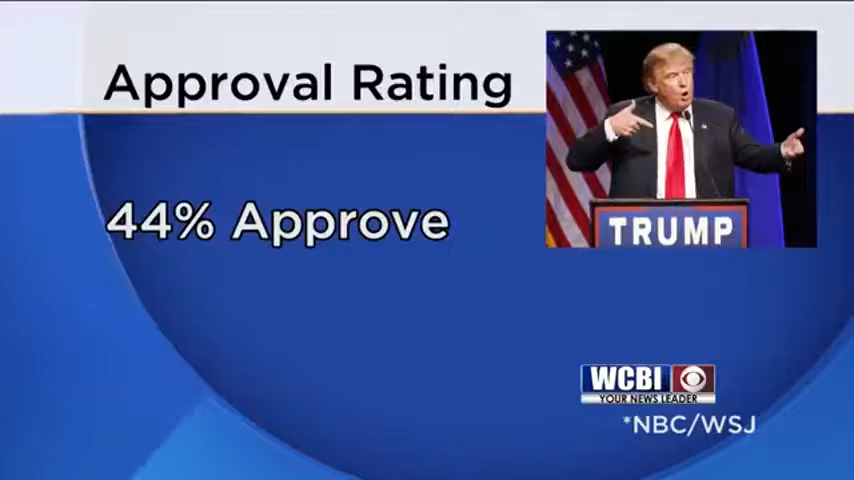 Approval Rating
44% Approve
TRUMP
WCBI
YOUR NEWS LEADER
*NBC/WSJ